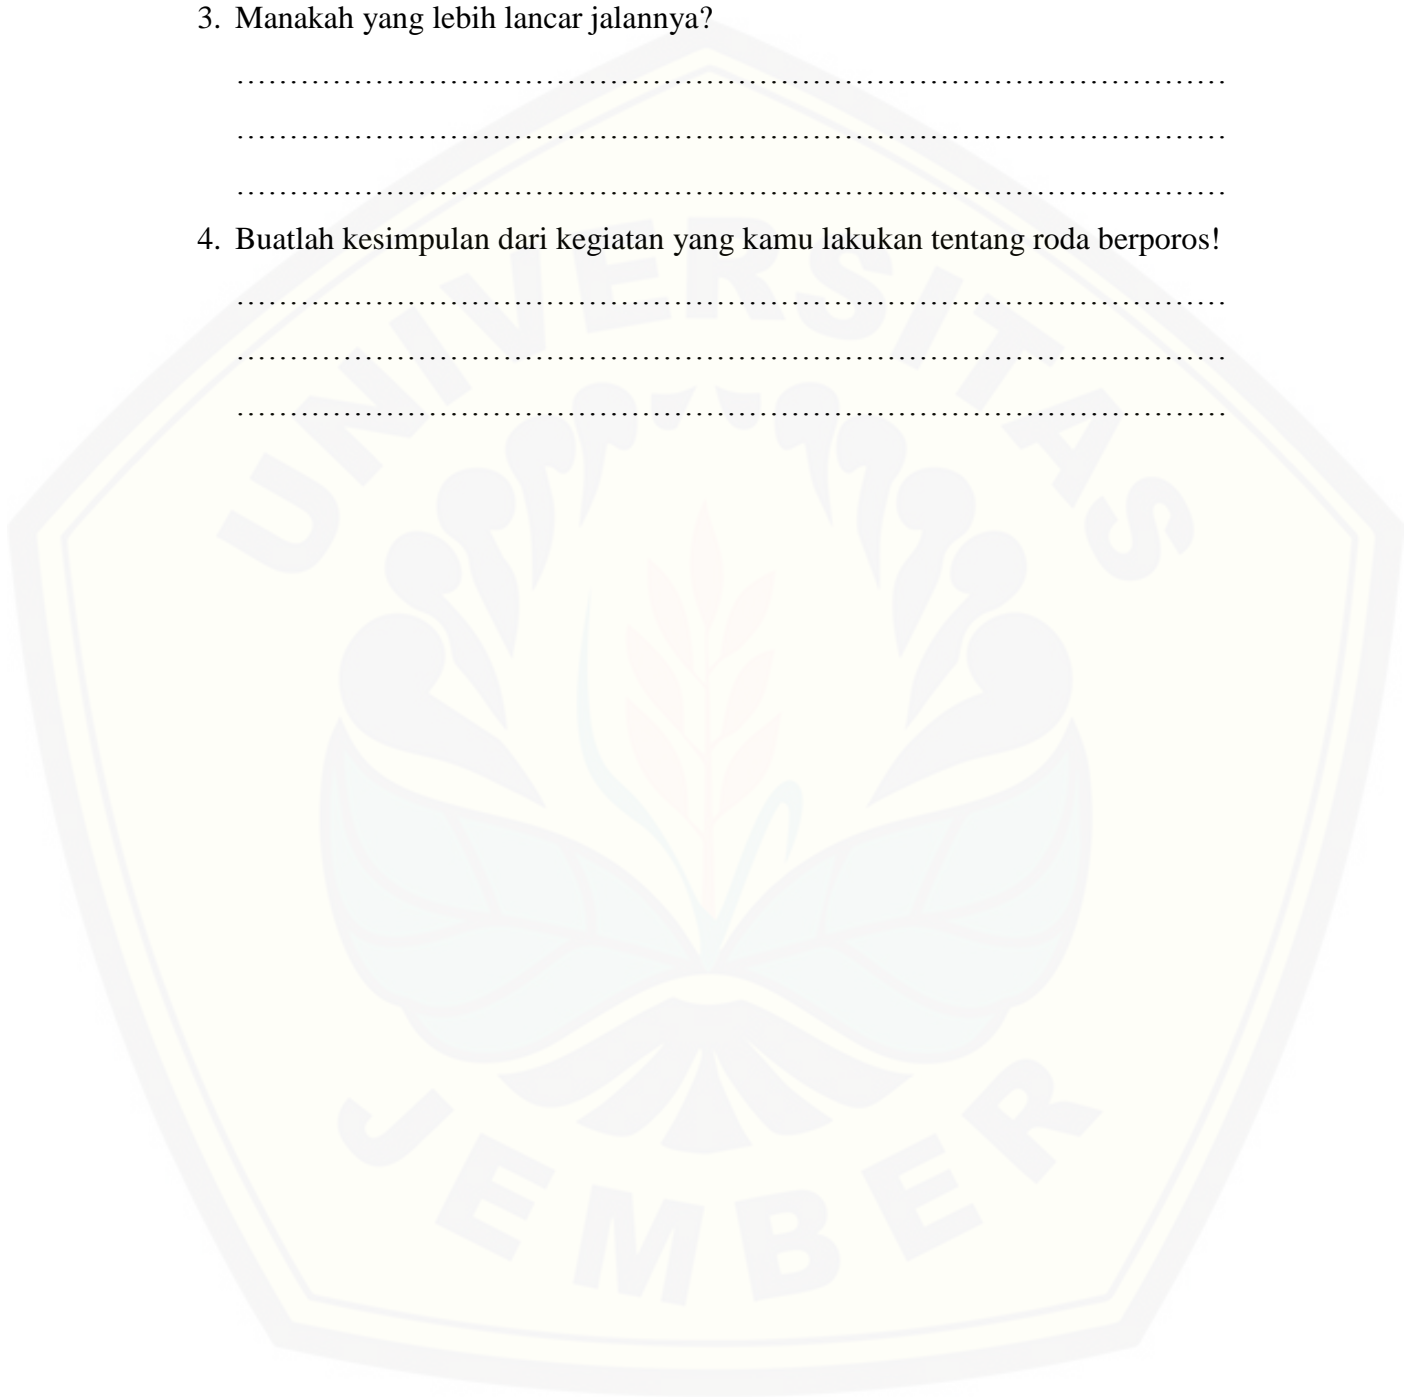 3. Manakah yang lebih lancar jalannya?
……………………………………………………………………………………
……………………………………………………………………………………
……………………………………………………………………………………
4. Buatlah kesimpulan dari kegiatan yang kamu lakukan tentang roda berporos!
……………………………………………………………………………………
……………………………………………………………………………………
……………………………………………………………………………………
UNIVERSITAS
JEMBER